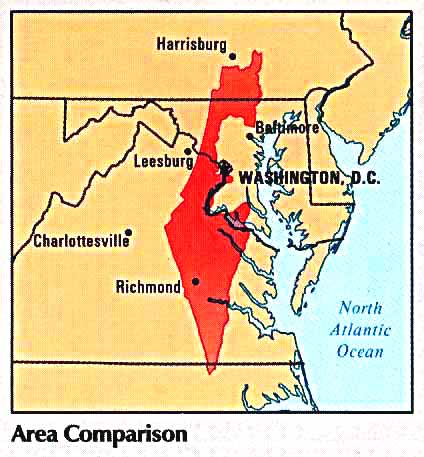 Harrisburg
Baltimore
Leesburg
WASHINGTON, D.C.
Charlottesville
Richmond
North
Atlantic
Ocean
Area Comparison